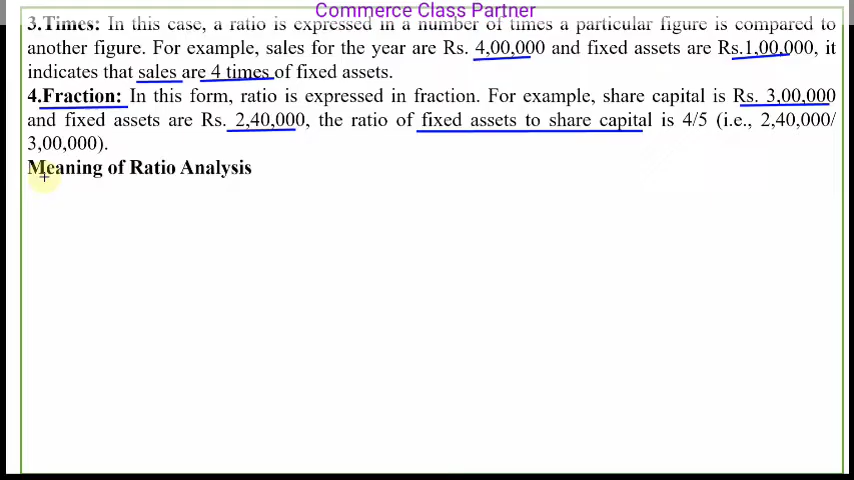 Commerce Class Partner
3.Times: In this case, a ratio is expressed in a number of times a particular figure is compared to
another figure. For example, sales for the year are Rs. 4,00,000 and fixed assets are Rs.1,00,000, it
indicates that sales are 4 times of fixed assets.
4.Fraction: In this form, ratio is expressed in fraction. For example, share capital is Rs. 3,00,000
and fixed assets are Rs. 2,40,000, the ratio of fixed assets to share capital is 4/5 (i.e., 2,40,000/
3,00,000).
Meaning of Ratio Analysis